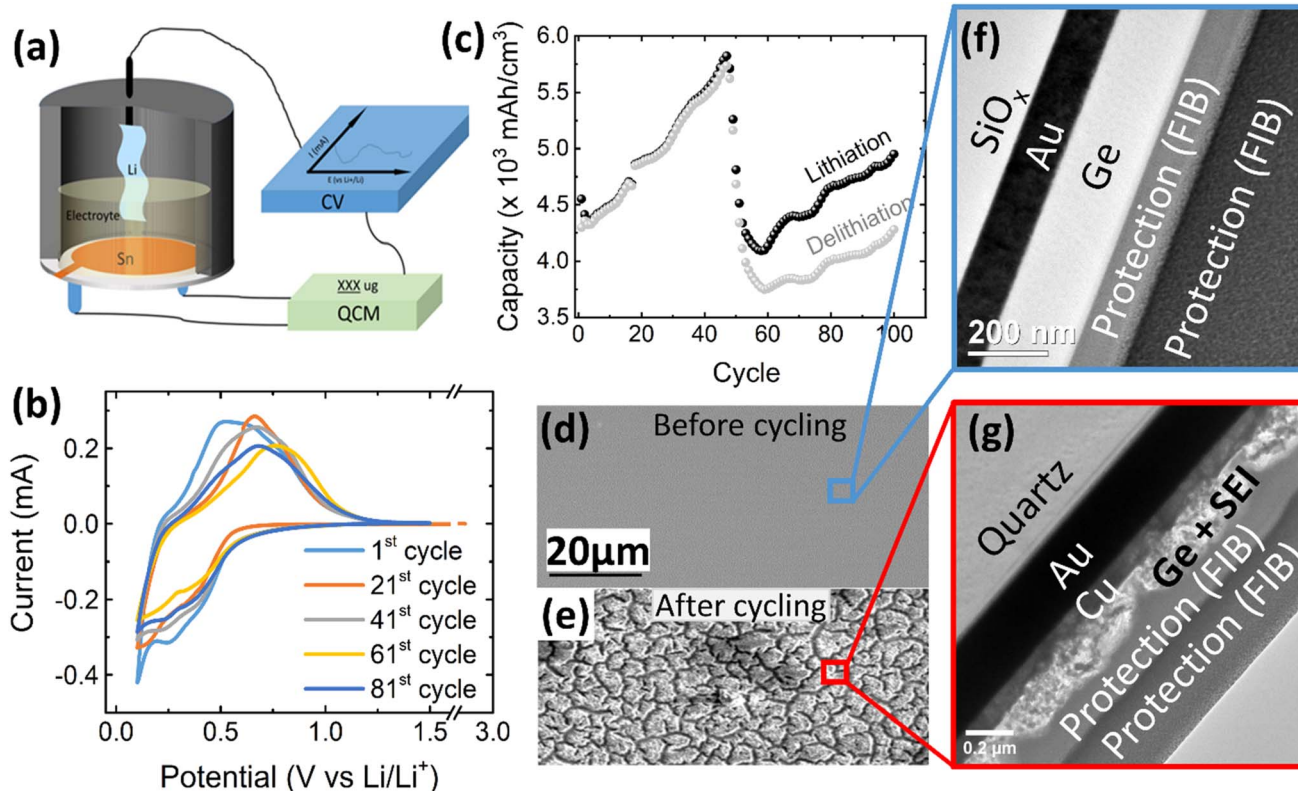 (a)
Li
Electroyte
Sn
I (mA)
E (vs Li+/Li)
CV
XXX ug
QCM
(b)
Current (mA)
0.2
0.0
-0.2
-0.4
1st cycle
21st cycle
41st cycle
61st cycle
81st cycle
0.0 0.5 1.0 1.5 3.0
Potential (V vs Li/Li+)
(c)
Capacity (x 10³ mAh/cm³)
6.0
5.5
5.0
4.5
4.0
3.5
Lithiation
Delithiation
0 20 40 60 80 100
Cycle
(d)
Before cycling
20µm
(e)
After cycling
(f)
SiOx
Au
Ge
Protection (FIB)
Protection (FIB)
200 nm
(g)
Quartz
Au
Cu
Ge + SEI
Protection (FIB)
Protection (FIB)
0.2 µm